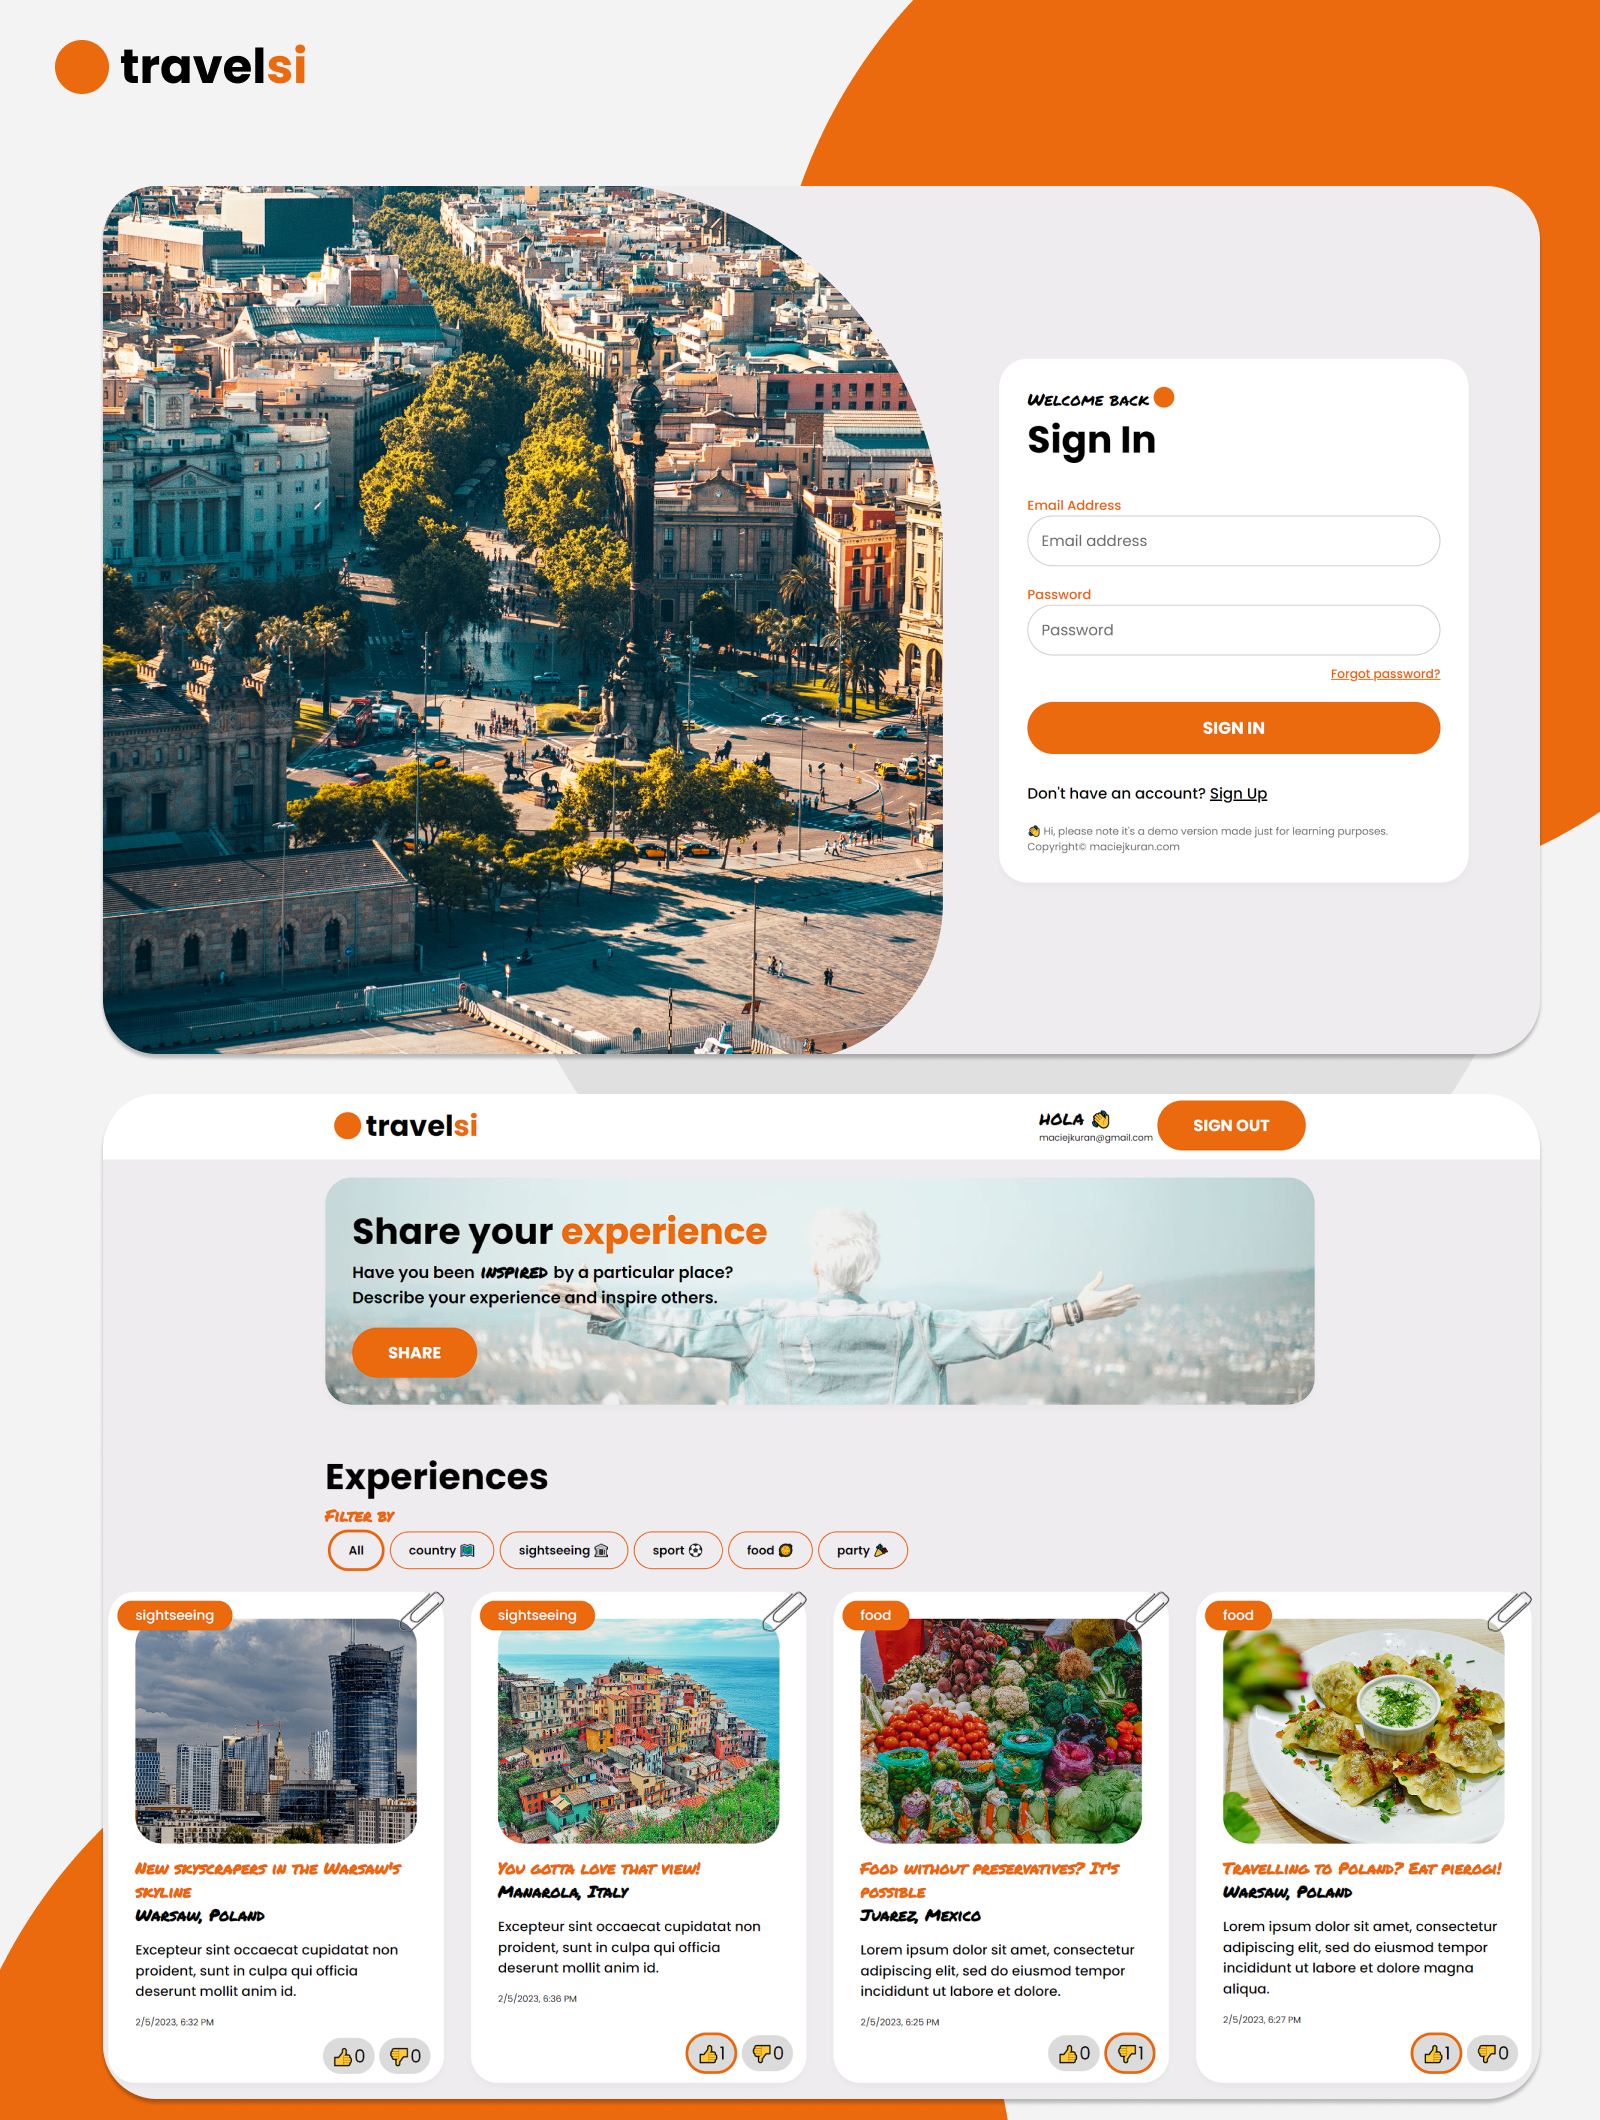 travelsi
Welcome back
Sign In
Email Address
Email address
Password
Password
Forgot password?
SIGN IN
Don't have an account? Sign Up
👏 Hi, please note it's a demo version made just for learning purposes.
Copyright© maciejkuran.com
travelsi
Hola 👏
maciejkuran@gmail.com
SIGN OUT
Share your experience
Have you been inspired by a particular place?
Describe your experience and inspire others.
SHARE
Experiences
Filter by
All
country 🗺️
sightseeing 🏛️
sport ⚽
food 🥘
party 🎉
sightseeing
New skyscrapers in the Warsaw's
skyline
Warsaw, Poland
Excepteur sint occaecat cupidatat non
proident, sunt in culpa qui officia
deserunt mollit anim id.
2/5/2023, 6:32 PM
👍0 👎0
sightseeing
You gotta love that view!
Manarola, Italy
Excepteur sint occaecat cupidatat non
proident, sunt in culpa qui officia
deserunt mollit anim id.
2/5/2023, 6:36 PM
👍1 👎0
food
Food without preservatives? It's
possible
Juarez, Mexico
Lorem ipsum dolor sit amet, consectetur
adipiscing elit, sed do eiusmod tempor
incididunt ut labore et dolore.
2/5/2023, 6:25 PM
👍0 👎1
food
Travelling to Poland? Eat pierogi!
Warsaw, Poland
Lorem ipsum dolor sit amet, consectetur
adipiscing elit, sed do eiusmod tempor
incididunt ut labore et dolore magna
aliqua.
2/5/2023, 6:27 PM
👍1 👎0